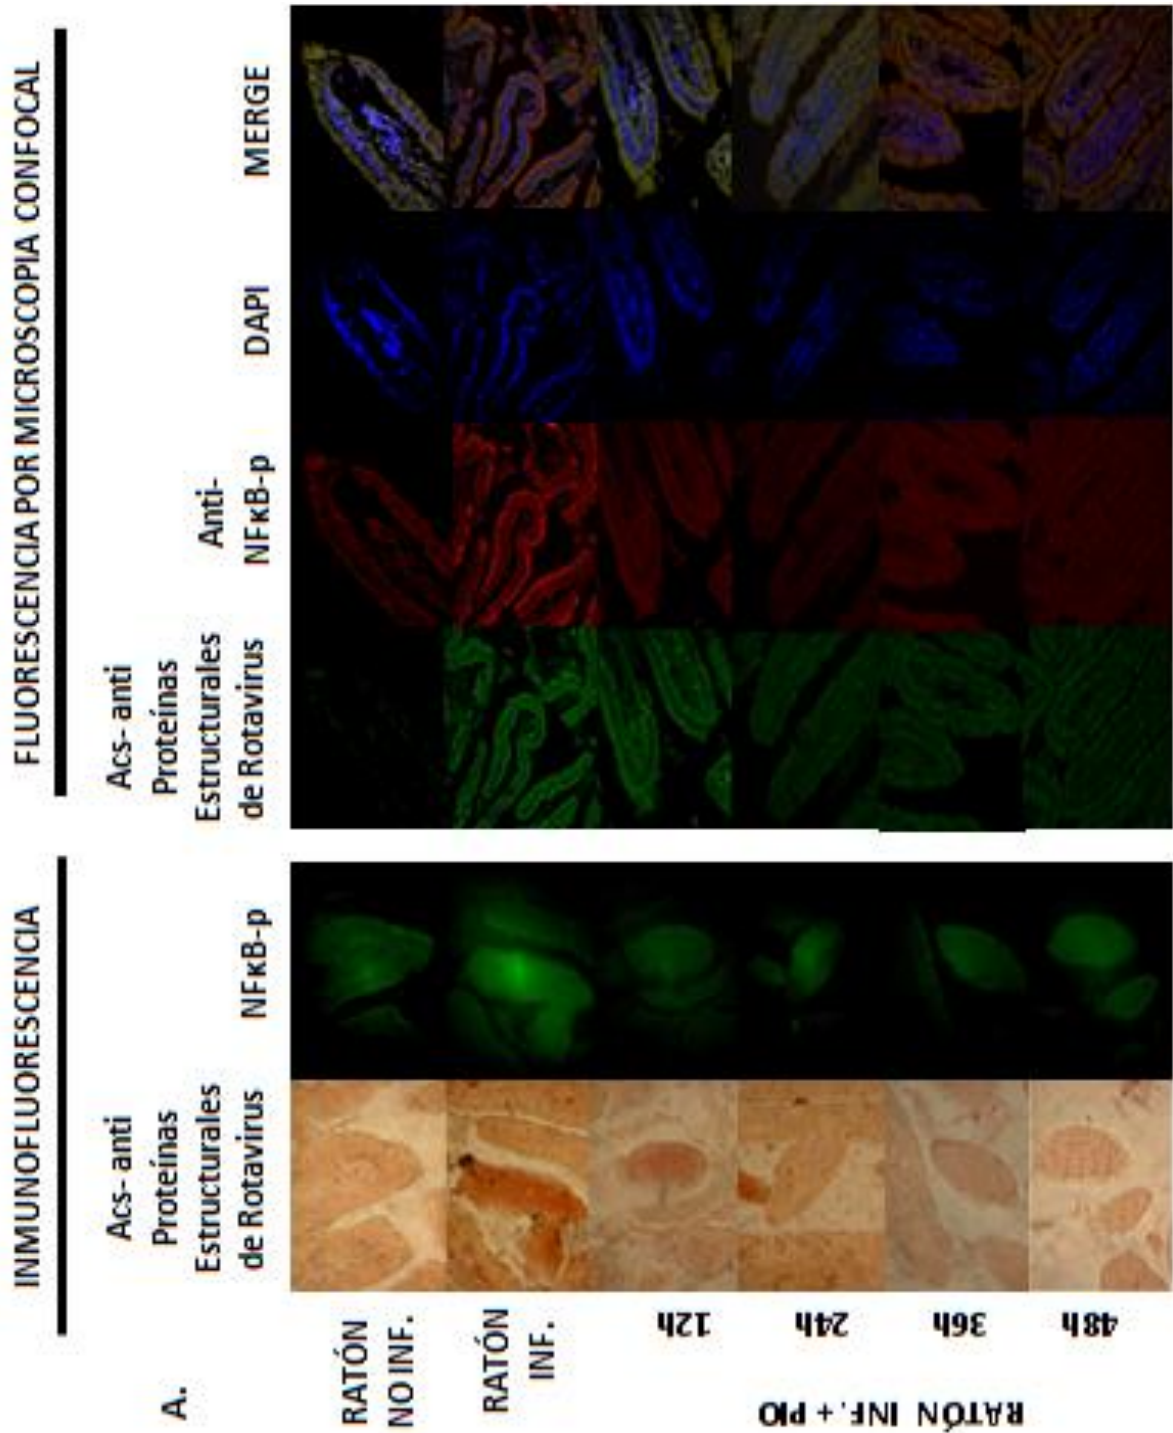 A.
INMUNOFLUORESCENCIA
FLUORESCENCIA POR MICROSCOPIA CONFOCAL
Acs- anti
Proteínas
Estructurales
de Rotavirus
NFκB-p
Acs- anti
Proteínas
Estructurales
de Rotavirus
Anti-
NFκB-p
DAPI
MERGE
RATÓN
NO INF.
RATÓN
INF.
RATÓN INF. + PIO
12h
24h
36h
48h